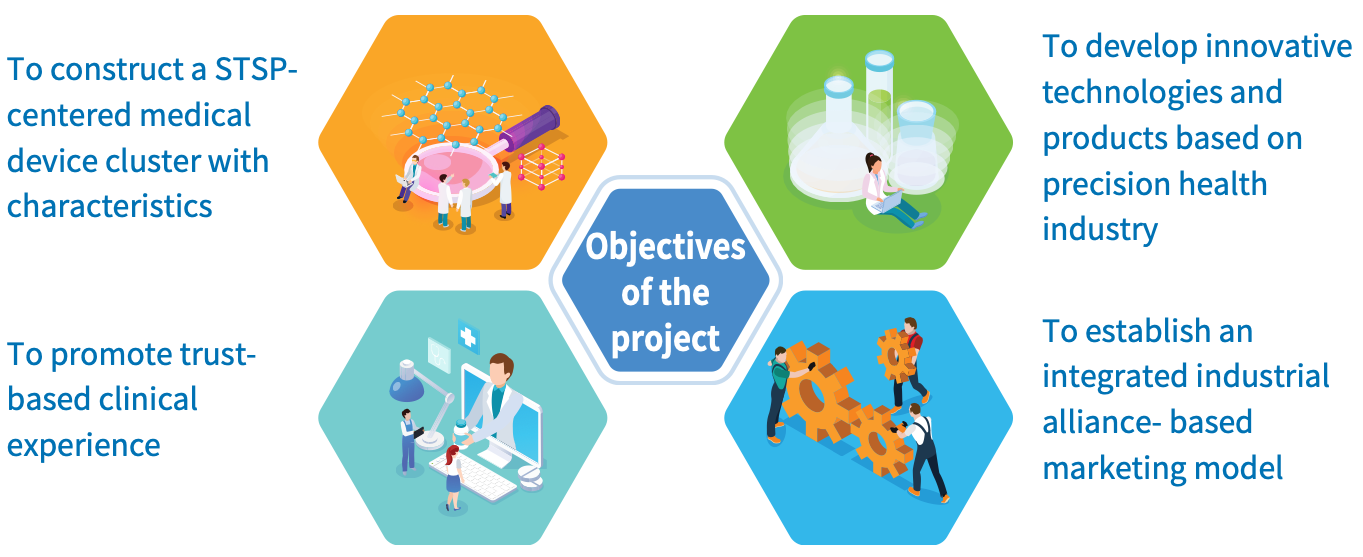 To construct a STSP-
centered medical
device cluster with
characteristics
To develop innovative
technologies and
products based on
precision health
industry
Objectives
of the
project
To promote trust-
based clinical
experience
To establish an
integrated industrial
alliance- based
marketing model